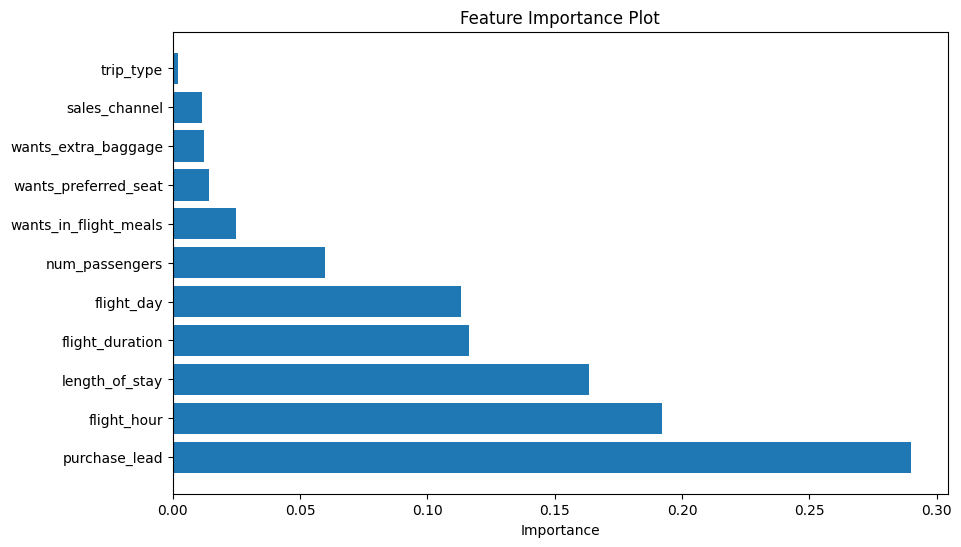 Feature Importance Plot
trip_type
sales_channel
wants_extra_baggage
wants_preferred_seat
wants_in_flight_meals
num_passengers
flight_day
flight_duration
length_of_stay
flight_hour
purchase_lead
0.00 0.05 0.10 0.15 0.20 0.25 0.30
Importance